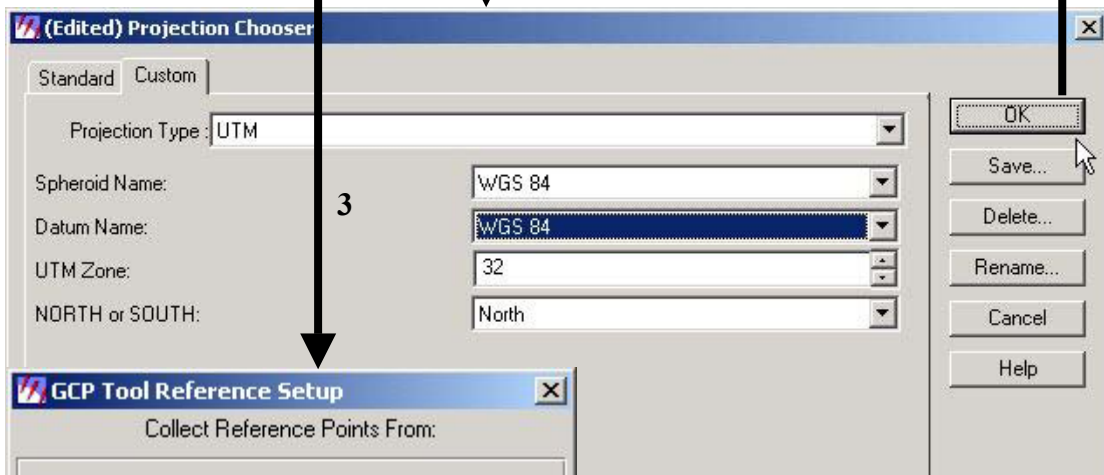 (Edited) Projection Chooser
Standard Custom
Projection Type : UTM
OK
Spheroid Name: WGS 84
Save...
3
Datum Name: WGS 84
Delete...
UTM Zone: 32
Rename...
NORTH or SOUTH: North
Cancel
Help
GCP Tool Reference Setup
Collect Reference Points From: